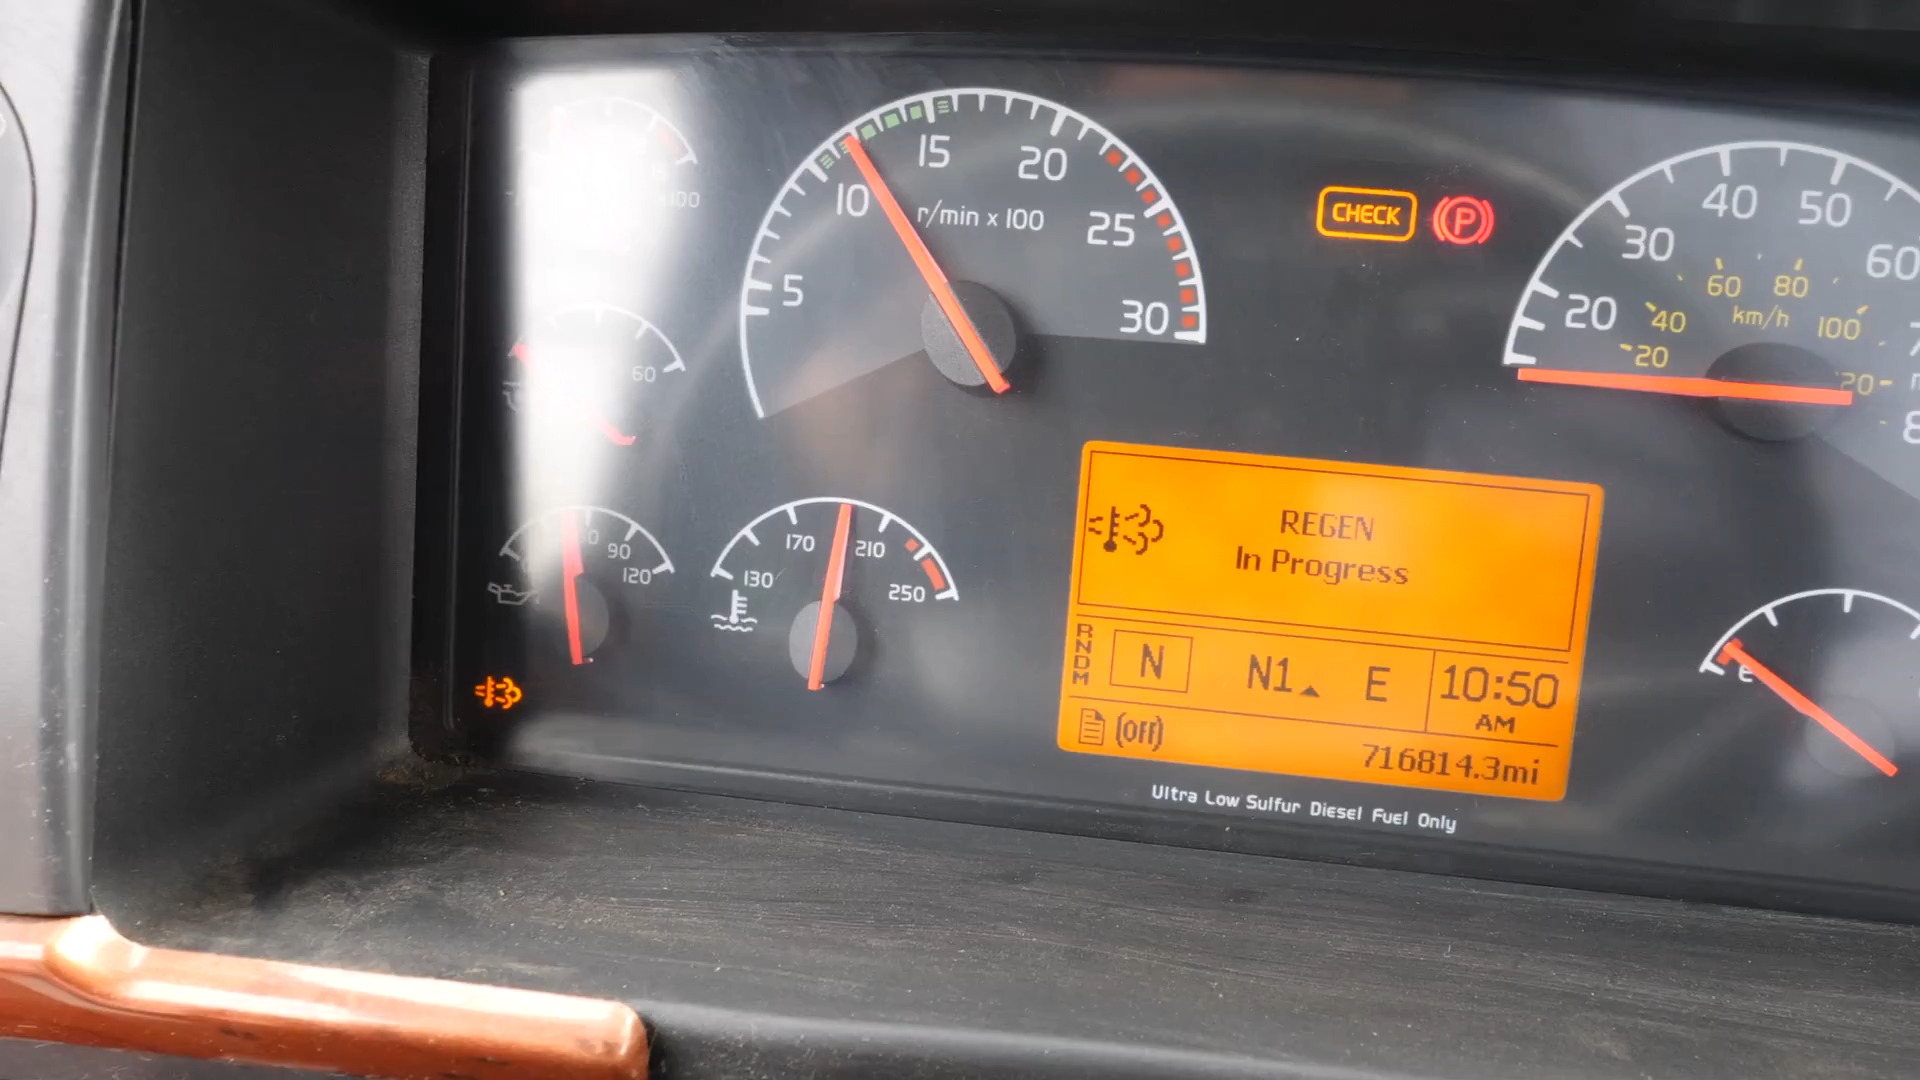 x100
60
90
120
5
10
15
20
25
30
r/min x 100
130
170
210
250
CHECK
P
20
30
40
50
60
20
40
60
80
100
km/h
REGEN
In Progress
RNDM
N
N1
E
10:50
AM
(off)
716814.3mi
Ultra Low Sulfur Diesel Fuel Only
E